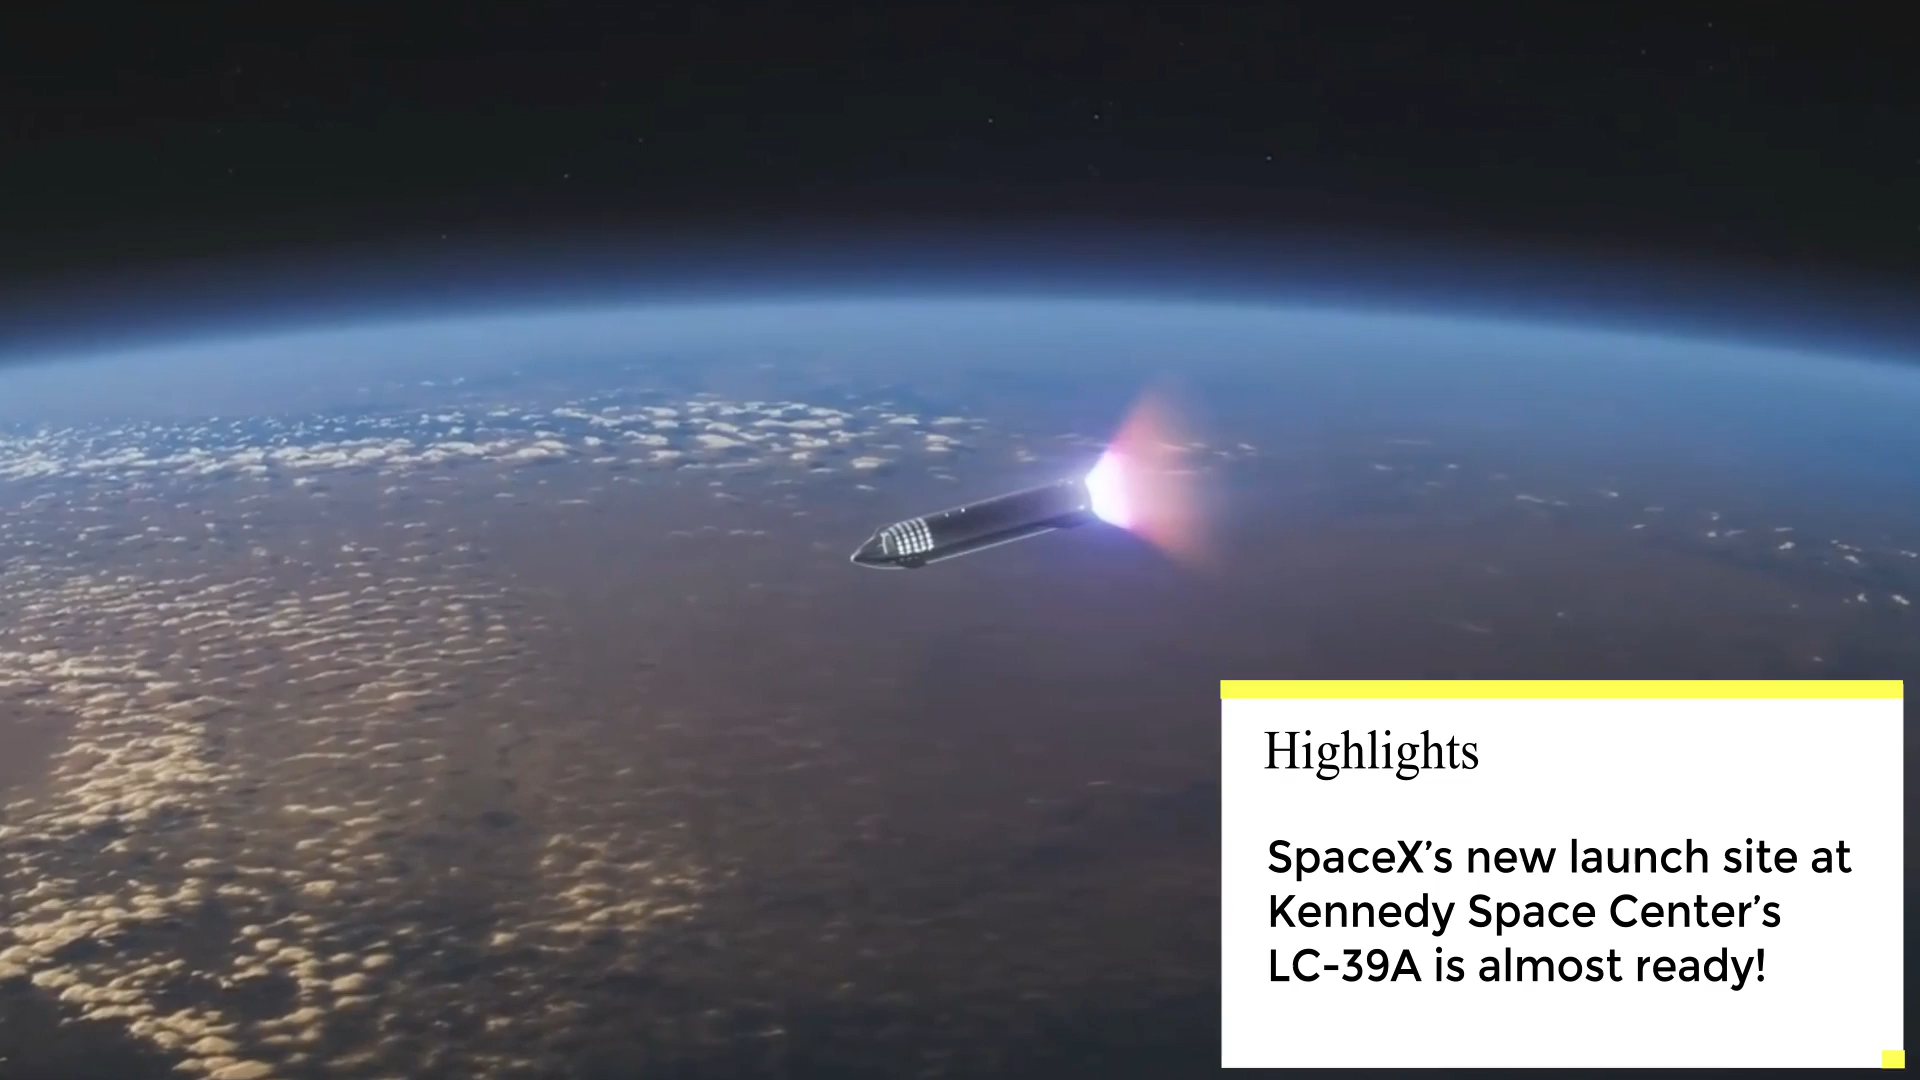 Highlights
SpaceX’s new launch site at
Kennedy Space Center’s
LC-39A is almost ready!